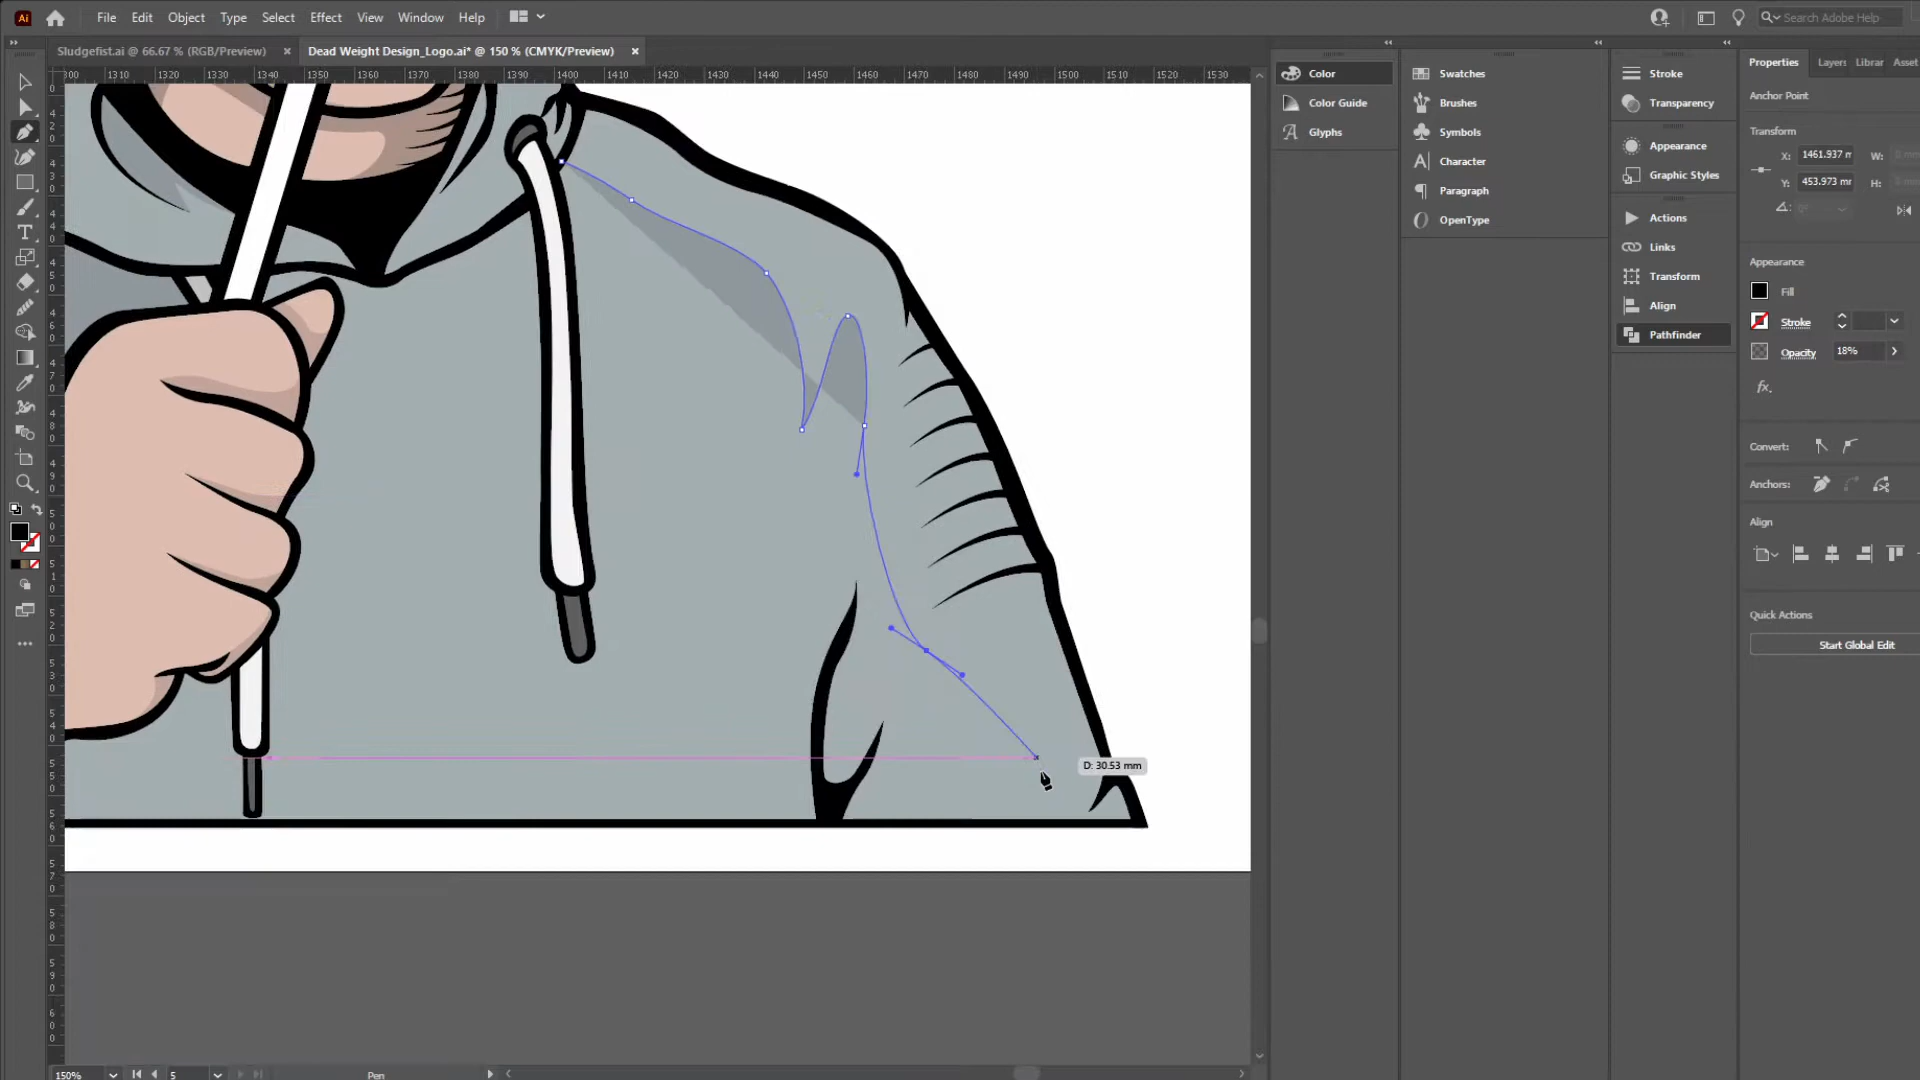 Ai File Edit Object Type Select Effect View Window Help Search Adobe Help
Sludgefist.ai @ 66.67 % (RGB/Preview) × Dead Weight Design_Logo.ai* @ 150 % (CMYK/Preview) ×
1310 1320 1330 1340 1350 1360 1370 1380 1390 1400 1410 1420 1430 1440 1450 1460 1470 1480 1490 1500 1510 1520 1530
Color
Color Guide
Glyphs
Swatches
Brushes
Symbols
Character
Paragraph
OpenType
Stroke
Transparency
Appearance
Graphic Styles
Actions
Links
Transform
Align
Pathfinder
Properties Layers Librar Asset
Anchor Point
Transform
X: 1461.937 W:
Y: 453.973 H:
Appearance
Fill
Stroke
Opacity 18%
fx.
Convert:
Anchors:
Align
Quick Actions
Start Global Edit
D: 30.53 mm
150% 5 Pen